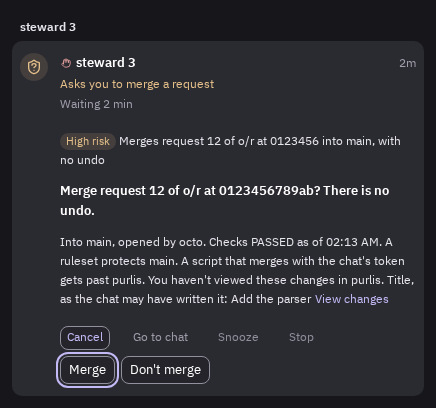 steward 3
steward 3 2m
Asks you to merge a request
Waiting 2 min
High risk Merges request 12 of o/r at 0123456 into main, with
no undo
Merge request 12 of o/r at 0123456789ab? There is no
undo.
Into main, opened by octo. Checks PASSED as of 02:13 AM. A
ruleset protects main. A script that merges with the chat's token
gets past purlis. You haven't viewed these changes in purlis. Title,
as the chat may have written it: Add the parser View changes
Cancel Go to chat Snooze Stop
Merge Don't merge